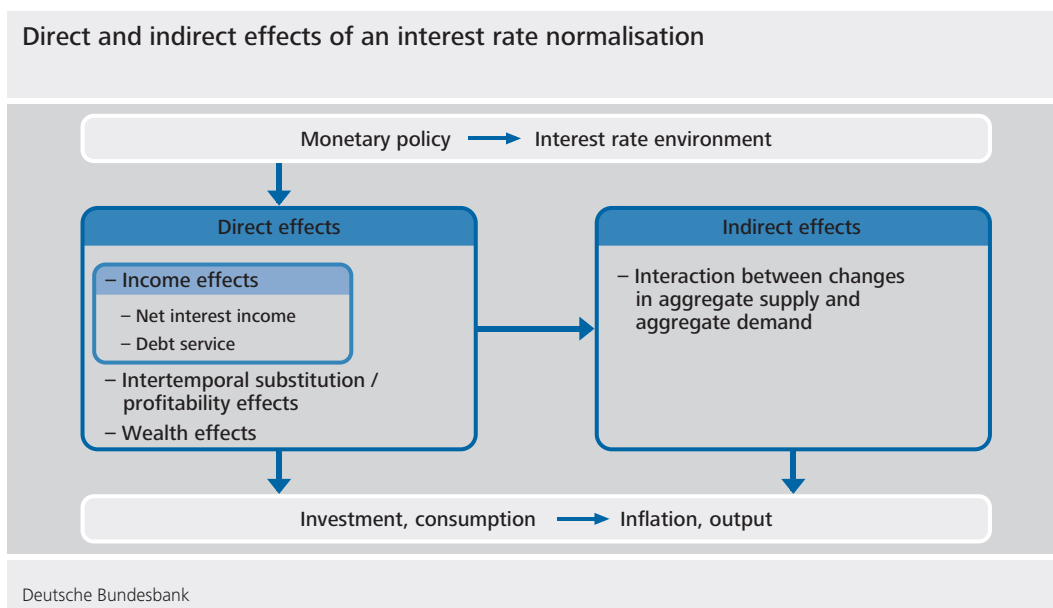 Direct and indirect effects of an interest rate normalisation
Monetary policy → Interest rate environment
Direct effects
– Income effects
– Net interest income
– Debt service
– Intertemporal substitution /
profitability effects
– Wealth effects
Indirect effects
– Interaction between changes
in aggregate supply and
aggregate demand
Investment, consumption → Inflation, output
Deutsche Bundesbank